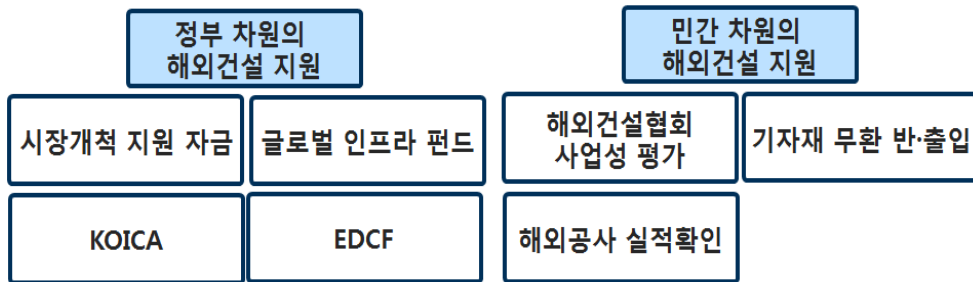 정부 차원의
해외건설 지원
시장개척 지원 자금
글로벌 인프라 펀드
KOICA
EDCF
민간 차원의
해외건설 지원
해외건설협회
사업성 평가
기자재 무환 반·출입
해외공사 실적확인